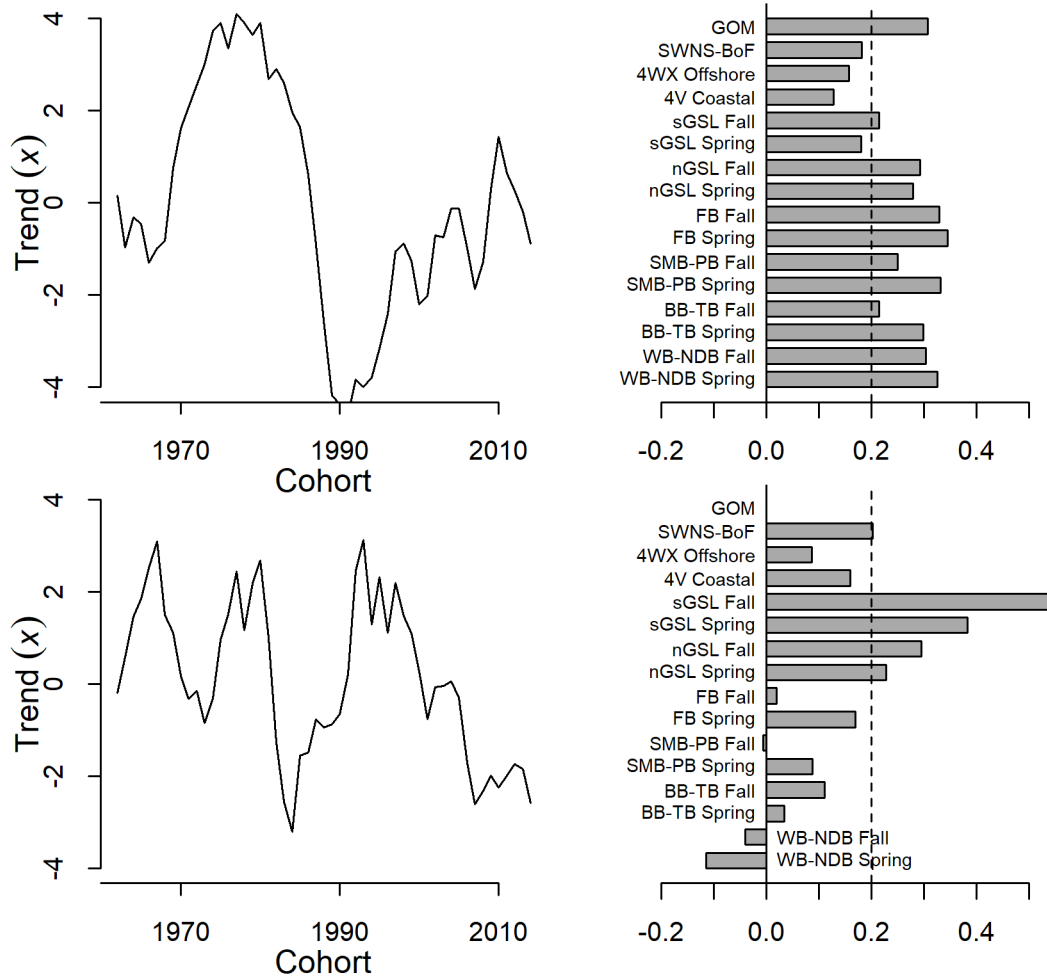 4
2
0
-2
-4
Trend (x)
1970
1990
2010
Cohort
GOM
SWNS-BoF
4WX Offshore
4V Coastal
sGSL Fall
sGSL Spring
nGSL Fall
nGSL Spring
FB Fall
FB Spring
SMB-PB Fall
SMB-PB Spring
BB-TB Fall
BB-TB Spring
WB-NDB Fall
WB-NDB Spring
-0.2
0.0
0.2
0.4
4
2
0
-2
-4
Trend (x)
1970
1990
2010
Cohort
GOM
SWNS-BoF
4WX Offshore
4V Coastal
sGSL Fall
sGSL Spring
nGSL Fall
nGSL Spring
FB Fall
FB Spring
SMB-PB Fall
SMB-PB Spring
BB-TB Fall
BB-TB Spring
WB-NDB Fall
WB-NDB Spring
-0.2
0.0
0.2
0.4